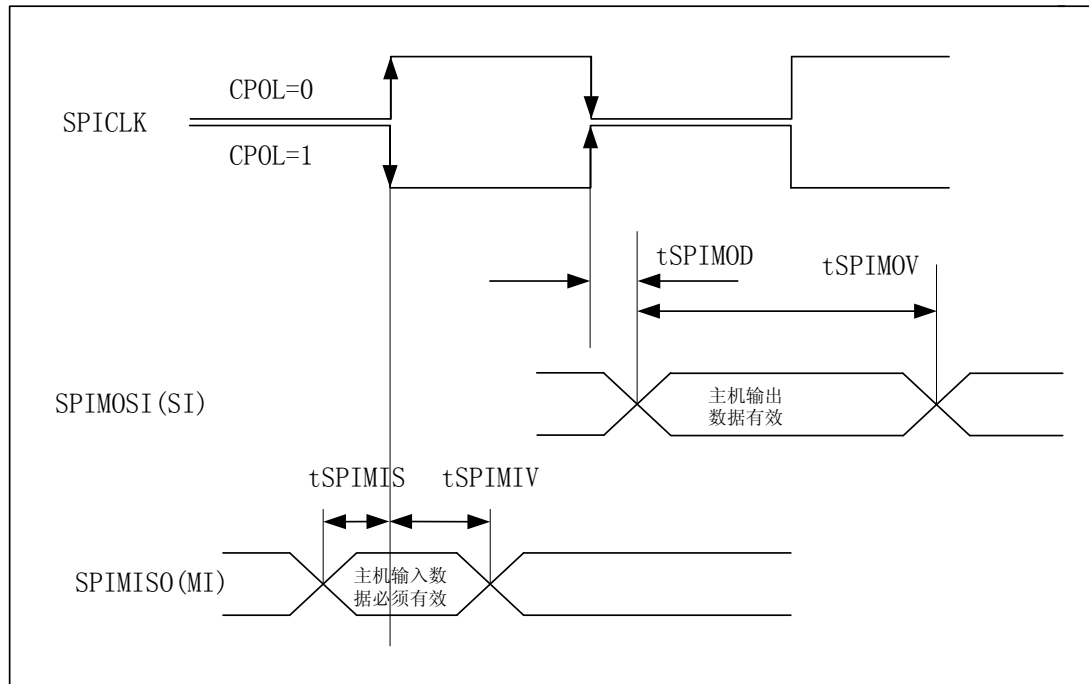 CPOL=0
SPICLK
CPOL=1
tSPIMOD
tSPIMOV
SPIMOSI(SI)
主机输出
数据有效
tSPIMIS
tSPIMIV
SPIMISO(MI)
主机输入数
据必须有效